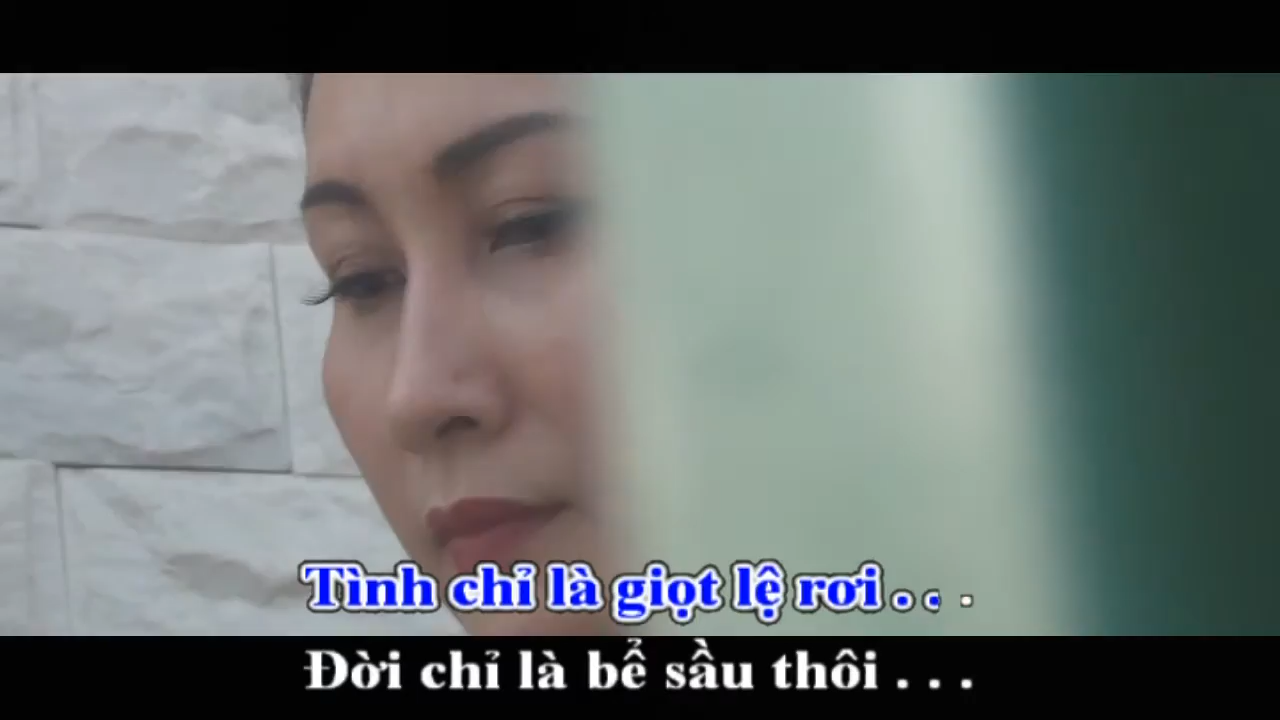 Tình chỉ là giọt lệ rơi . . .
Đời chỉ là bể sầu thôi . . .